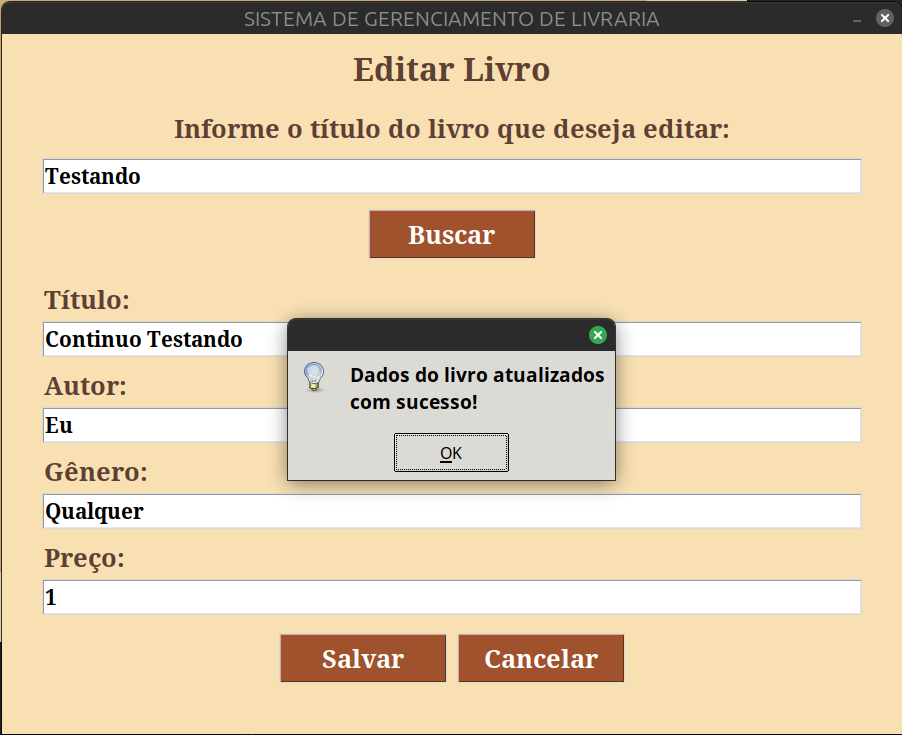 SISTEMA DE GERENCIAMENTO DE LIVRARIA
Editar Livro
Informe o título do livro que deseja editar:
Testando
Buscar
Título:
Continuo Testando
Autor:
Eu
Dados do livro atualizados
com sucesso!
OK
Gênero:
Qualquer
Preço:
1
Salvar
Cancelar